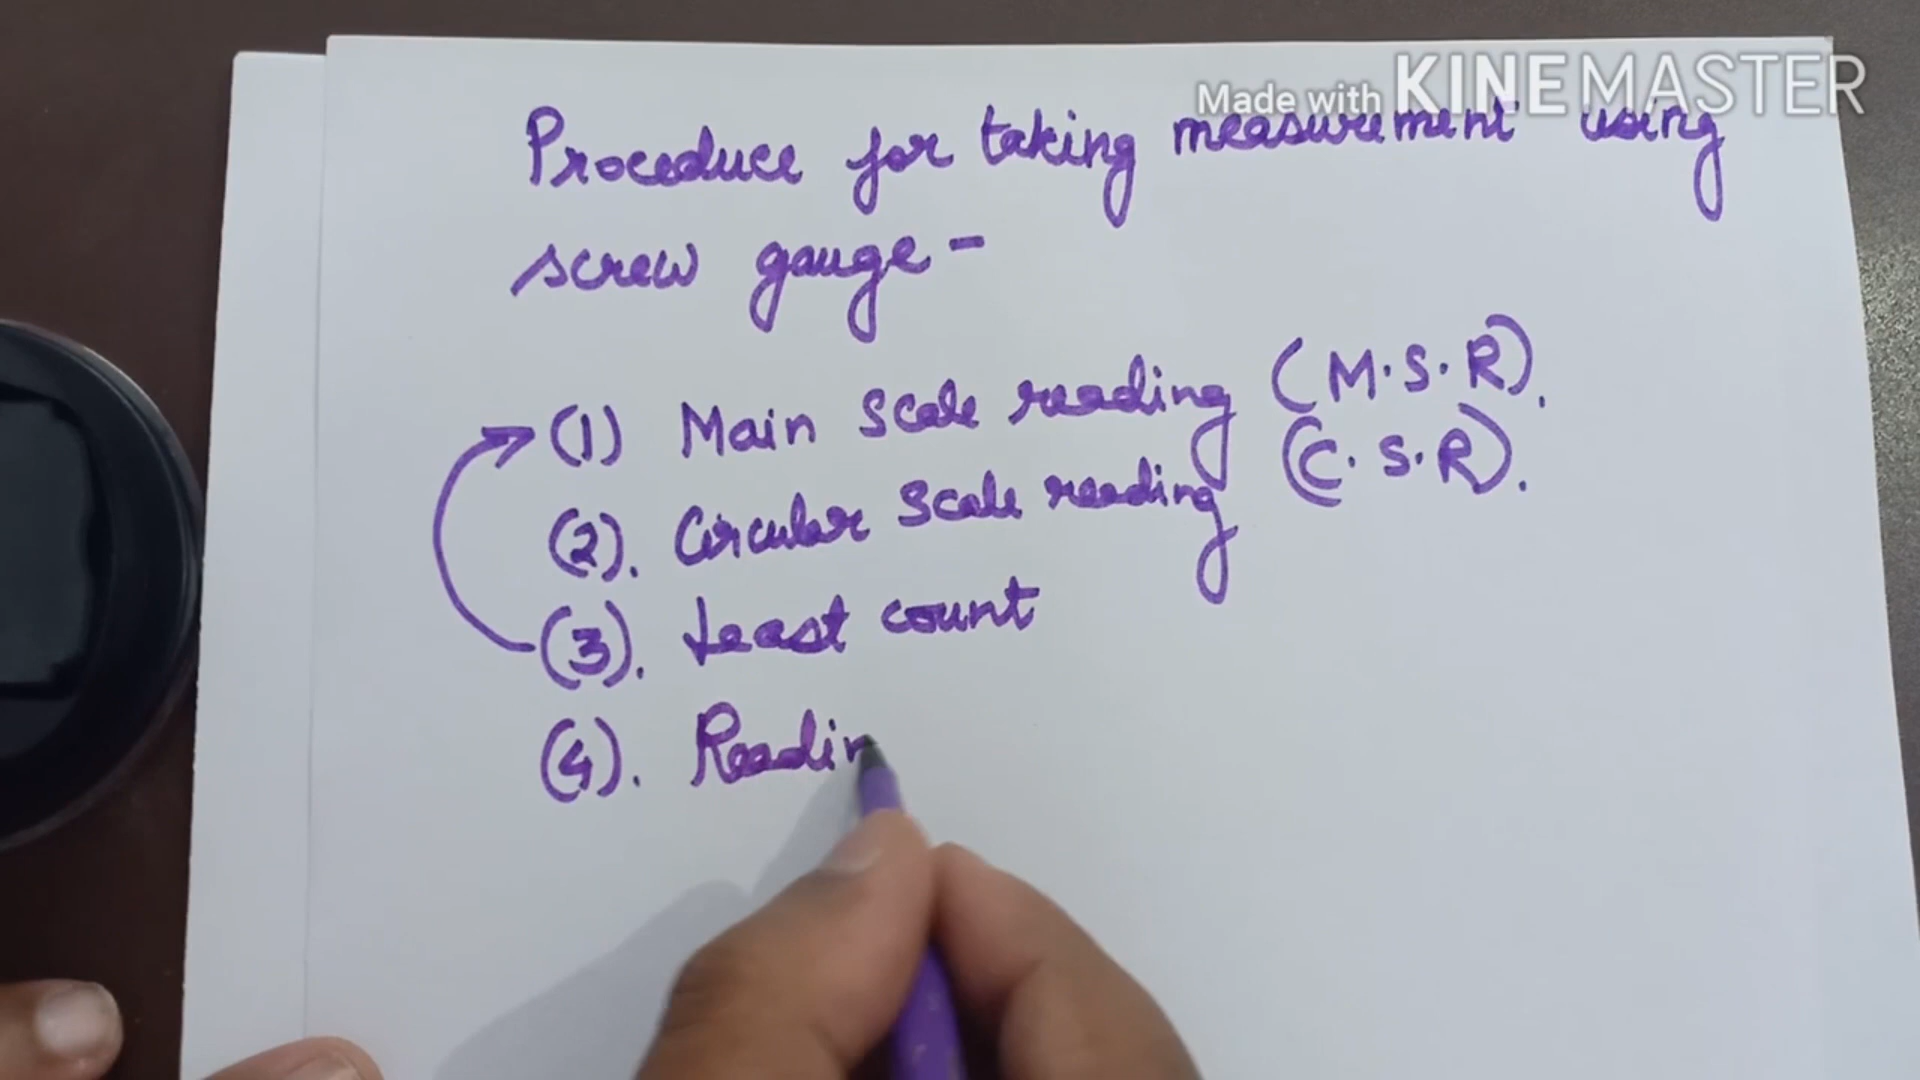 Made with KINEMASTER
Proceduce for taking measurement using
screw gauge-
(1) Main scale reading (M.S.R).
(2). Circular scale reading (C.S.R).
(3). Least count
(4). Readin